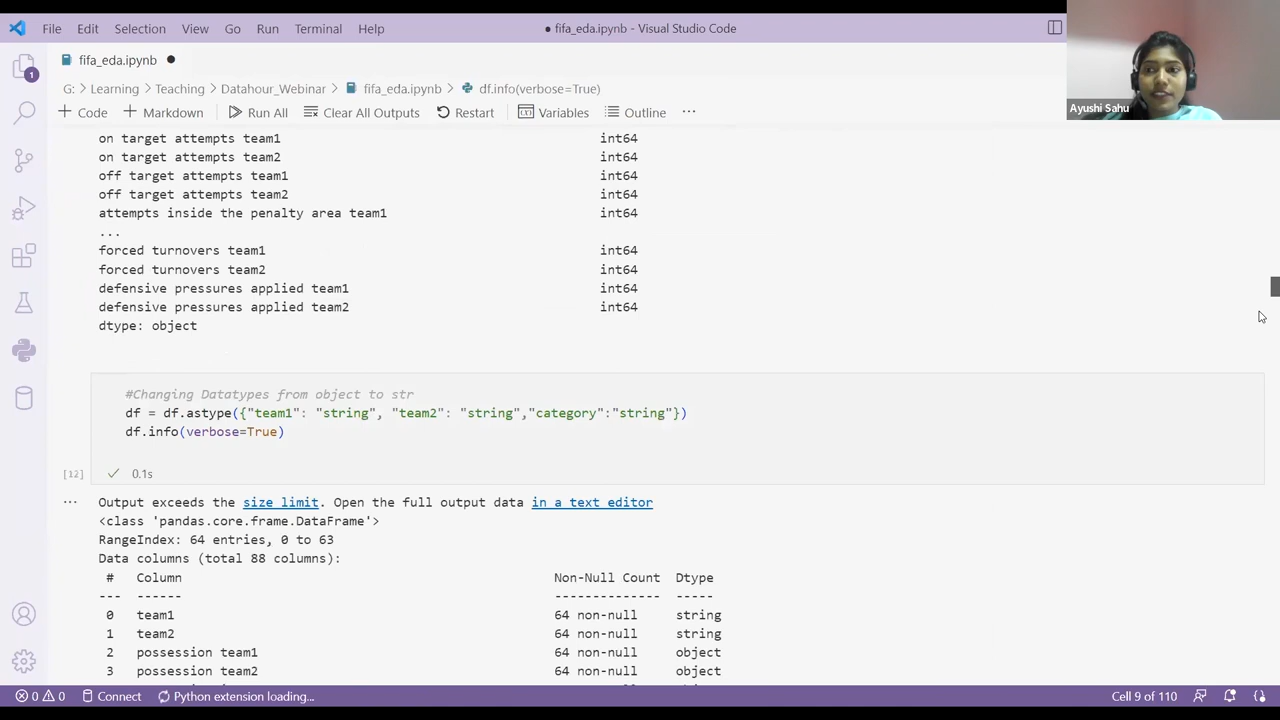 File Edit Selection View Go Run Terminal Help ● fifa_eda.ipynb - Visual Studio Code
fifa_eda.ipynb ●
G: > Learning > Teaching > Datahour_Webinar > fifa_eda.ipynb > df.info(verbose=True)
+ Code + Markdown Run All Clear All Outputs Restart Variables Outline ...
Ayushi Sahu
on target attempts team1 int64
on target attempts team2 int64
off target attempts team1 int64
off target attempts team2 int64
attempts inside the penalty area team1 int64
...
forced turnovers team1 int64
forced turnovers team2 int64
defensive pressures applied team1 int64
defensive pressures applied team2 int64
dtype: object
#Changing Datatypes from object to str
df = df.astype({"team1": "string", "team2": "string","category":"string"})
df.info(verbose=True)
[12] 0.1s
... Output exceeds the size limit. Open the full output data in a text editor
<class 'pandas.core.frame.DataFrame'>
RangeIndex: 64 entries, 0 to 63
Data columns (total 88 columns):
# Column Non-Null Count Dtype
--- ------ -------------- -----
0 team1 64 non-null string
1 team2 64 non-null string
2 possession team1 64 non-null object
3 possession team2 64 non-null object
1
0 0 Connect Python extension loading... Cell 9 of 110